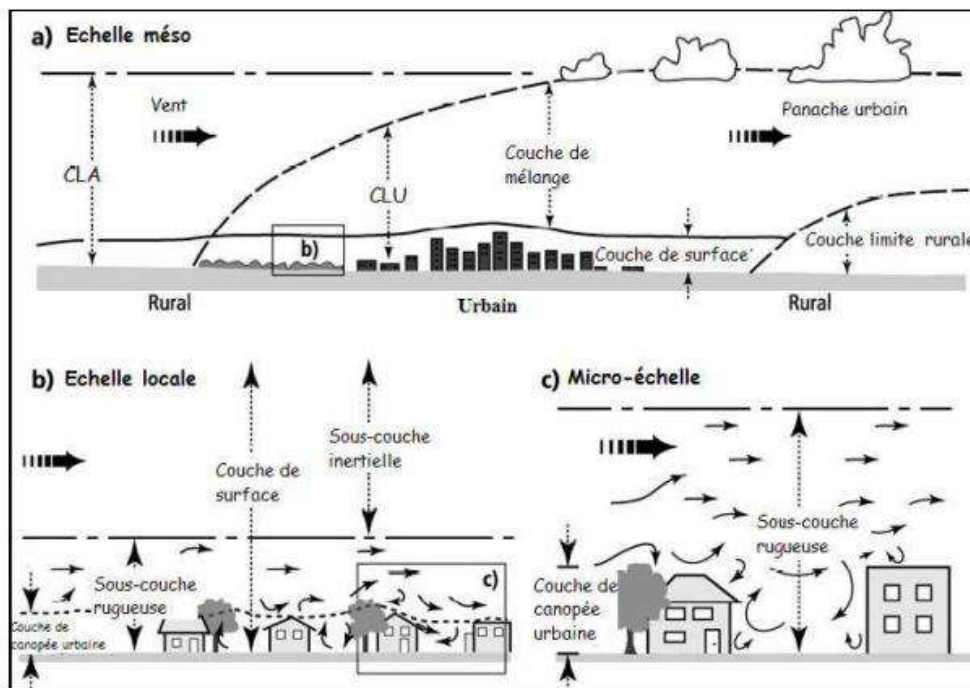 a) Echelle méso
Vent
Panache urbain
CLA
CLU
Couche de
mélange
b)
Couche de surface
Couche limite rurale
Rural
Urbain
Rural
b) Echelle locale
Couche de
surface
Sous-couche
inertielle
Sous-couche
rugueuse
c)
Couche de
canopée urbaine
c) Micro-échelle
Sous-couche
rugueuse
Couche de
canopée
urbaine